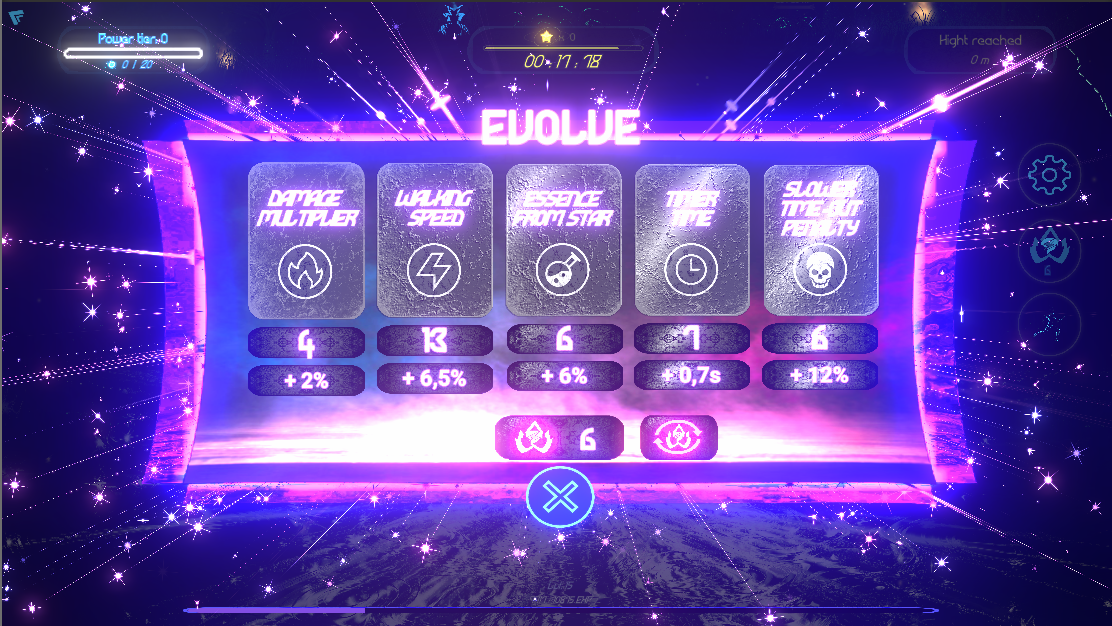 Power tier: 0
0 / 20
0
00:17:78
Hight reached
0 m
EVOLVE
DAMAGE
MULTIPLIER
WALKING
SPEED
ESSENCE
FROM STAR
TIMER
TIME
SLOWER
TIME-OUT
PENALTY
4
13
6
7
6
+ 2%
+ 6,5%
+ 6%
+ 0,7s
+ 12%
6
6